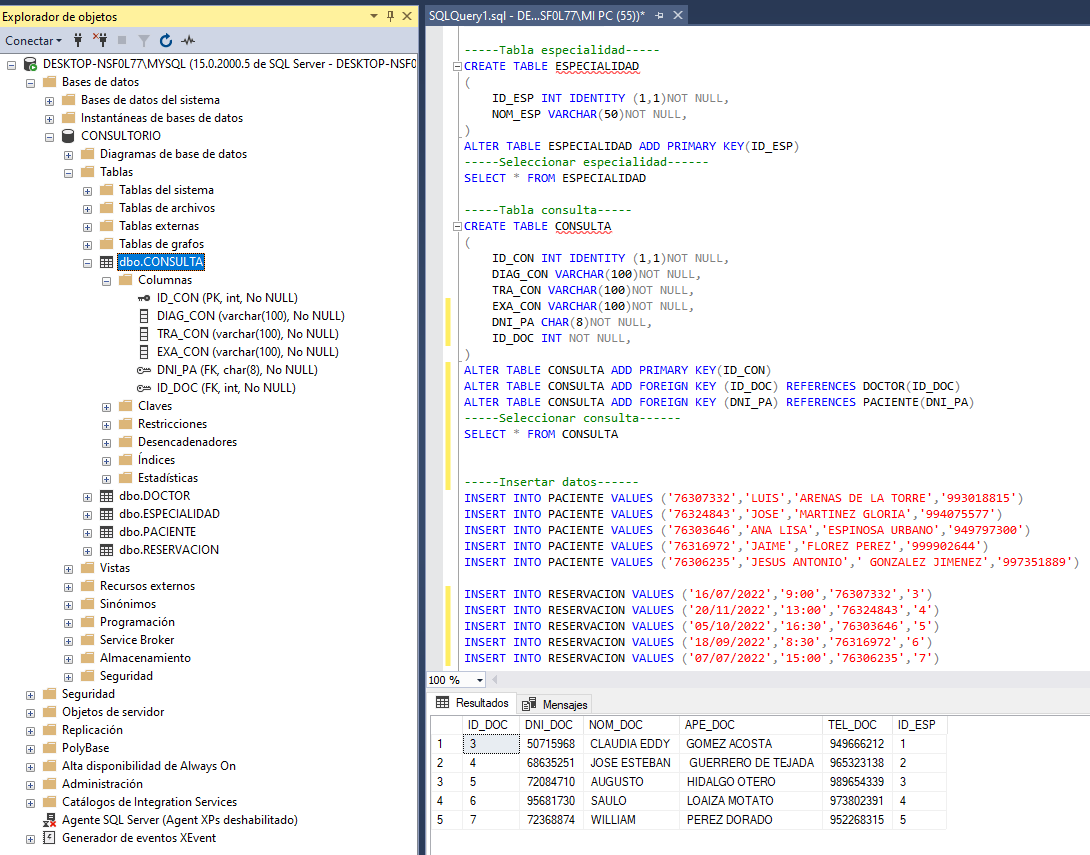 Explorador de objetos
Conectar
DESKTOP-NSF0L77\MYSQL (15.0.2000.5 de SQL Server - DESKTOP-NSF0
Bases de datos
Bases de datos del sistema
Instantáneas de bases de datos
CONSULTORIO
Diagramas de base de datos
Tablas
Tablas del sistema
Tablas de archivos
Tablas externas
Tablas de grafos
dbo.CONSULTA
Columnas
ID_CON (PK, int, No NULL)
DIAG_CON (varchar(100), No NULL)
TRA_CON (varchar(100), No NULL)
EXA_CON (varchar(100), No NULL)
DNI_PA (FK, char(8), No NULL)
ID_DOC (FK, int, No NULL)
Claves
Restricciones
Desencadenadores
Índices
Estadísticas
dbo.DOCTOR
dbo.ESPECIALIDAD
dbo.PACIENTE
dbo.RESERVACION
Vistas
Recursos externos
Sinónimos
Programación
Service Broker
Almacenamiento
Seguridad
Seguridad
Objetos de servidor
Replicación
PolyBase
Alta disponibilidad de Always On
Administración
Catálogos de Integration Services
Agente SQL Server (Agent XPs deshabilitado)
Generador de eventos XEvent
SQLQuery1.sql - DE...SF0L77\MI PC (55))*
-----Tabla especialidad-----
CREATE TABLE ESPECIALIDAD
(
ID_ESP INT IDENTITY (1,1)NOT NULL,
NOM_ESP VARCHAR(50)NOT NULL,
)
ALTER TABLE ESPECIALIDAD ADD PRIMARY KEY(ID_ESP)
-----Seleccionar especialidad------
SELECT * FROM ESPECIALIDAD
-----Tabla consulta-----
CREATE TABLE CONSULTA
(
ID_CON INT IDENTITY (1,1)NOT NULL,
DIAG_CON VARCHAR(100)NOT NULL,
TRA_CON VARCHAR(100)NOT NULL,
EXA_CON VARCHAR(100)NOT NULL,
DNI_PA CHAR(8)NOT NULL,
ID_DOC INT NOT NULL,
)
ALTER TABLE CONSULTA ADD PRIMARY KEY(ID_CON)
ALTER TABLE CONSULTA ADD FOREIGN KEY (ID_DOC) REFERENCES DOCTOR(ID_DOC)
ALTER TABLE CONSULTA ADD FOREIGN KEY (DNI_PA) REFERENCES PACIENTE(DNI_PA)
-----Seleccionar consulta------
SELECT * FROM CONSULTA
-----Insertar datos------
INSERT INTO PACIENTE VALUES ('76307332','LUIS','ARENAS DE LA TORRE','993018815')
INSERT INTO PACIENTE VALUES ('76324843','JOSE','MARTINEZ GLORIA','994075577')
INSERT INTO PACIENTE VALUES ('76303646','ANA LISA','ESPINOSA URBANO','949797300')
INSERT INTO PACIENTE VALUES ('76316972','JAIME','FLOREZ PEREZ','999902644')
INSERT INTO PACIENTE VALUES ('76306235','JESUS ANTONIO',' GONZALEZ JIMENEZ','997351889')
INSERT INTO RESERVACION VALUES ('16/07/2022','9:00','76307332','3')
INSERT INTO RESERVACION VALUES ('20/11/2022','13:00','76324843','4')
INSERT INTO RESERVACION VALUES ('05/10/2022','16:30','76303646','5')
INSERT INTO RESERVACION VALUES ('18/09/2022','8:30','76316972','6')
INSERT INTO RESERVACION VALUES ('07/07/2022','15:00','76306235','7')
100 %
Resultados Mensajes
ID_DOC DNI_DOC NOM_DOC APE_DOC TEL_DOC ID_ESP
1 3 50715968 CLAUDIA EDDY GOMEZ ACOSTA 949666212 1
2 4 68635251 JOSE ESTEBAN GUERRERO DE TEJADA 965323138 2
3 5 72084710 AUGUSTO HIDALGO OTERO 989654339 3
4 6 95681730 SAULO LOAIZA MOTATO 973802391 4
5 7 72368874 WILLIAM PEREZ DORADO 952268315 5